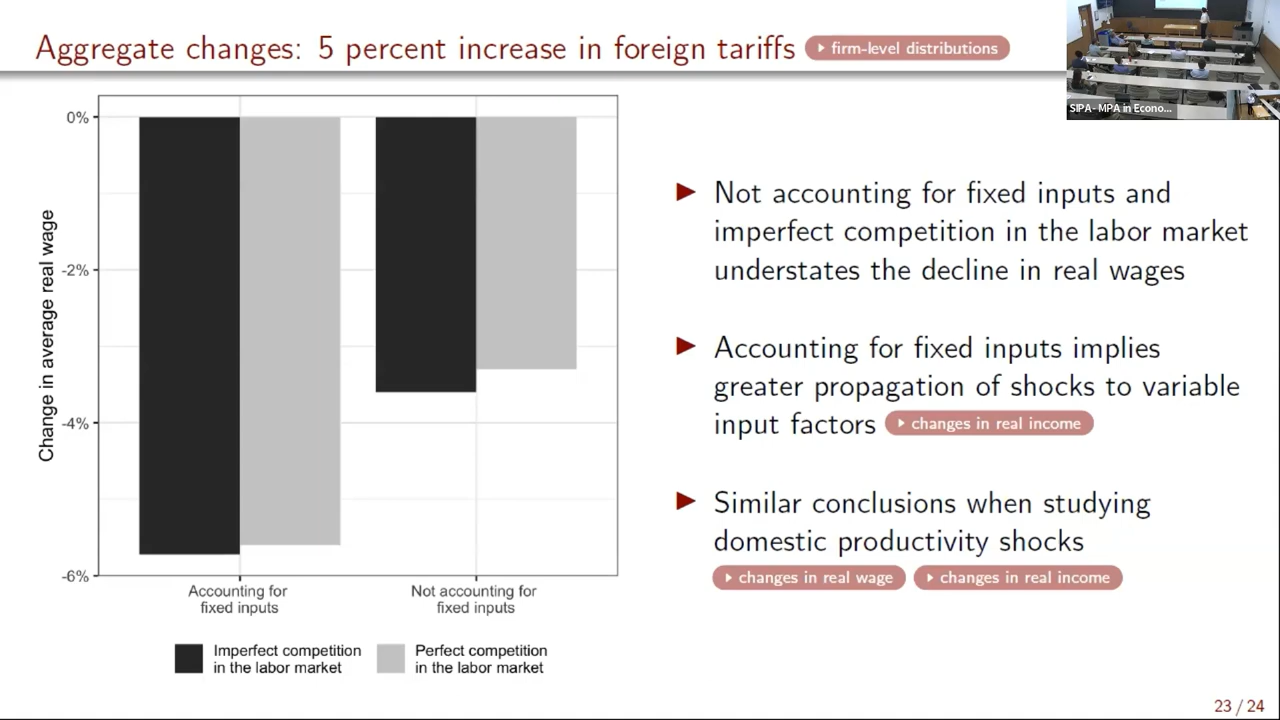 Aggregate changes: 5 percent increase in foreign tariffs
firm-level distributions
SIPA- MPA in Econo...
0%
-2%
-4%
-6%
Change in average real wage
Accounting for
fixed inputs
Not accounting for
fixed inputs
Imperfect competition
in the labor market
Perfect competition
in the labor market
Not accounting for fixed inputs and
imperfect competition in the labor market
understates the decline in real wages
Accounting for fixed inputs implies
greater propagation of shocks to variable
input factors
changes in real income
Similar conclusions when studying
domestic productivity shocks
changes in real wage
changes in real income
23 / 24